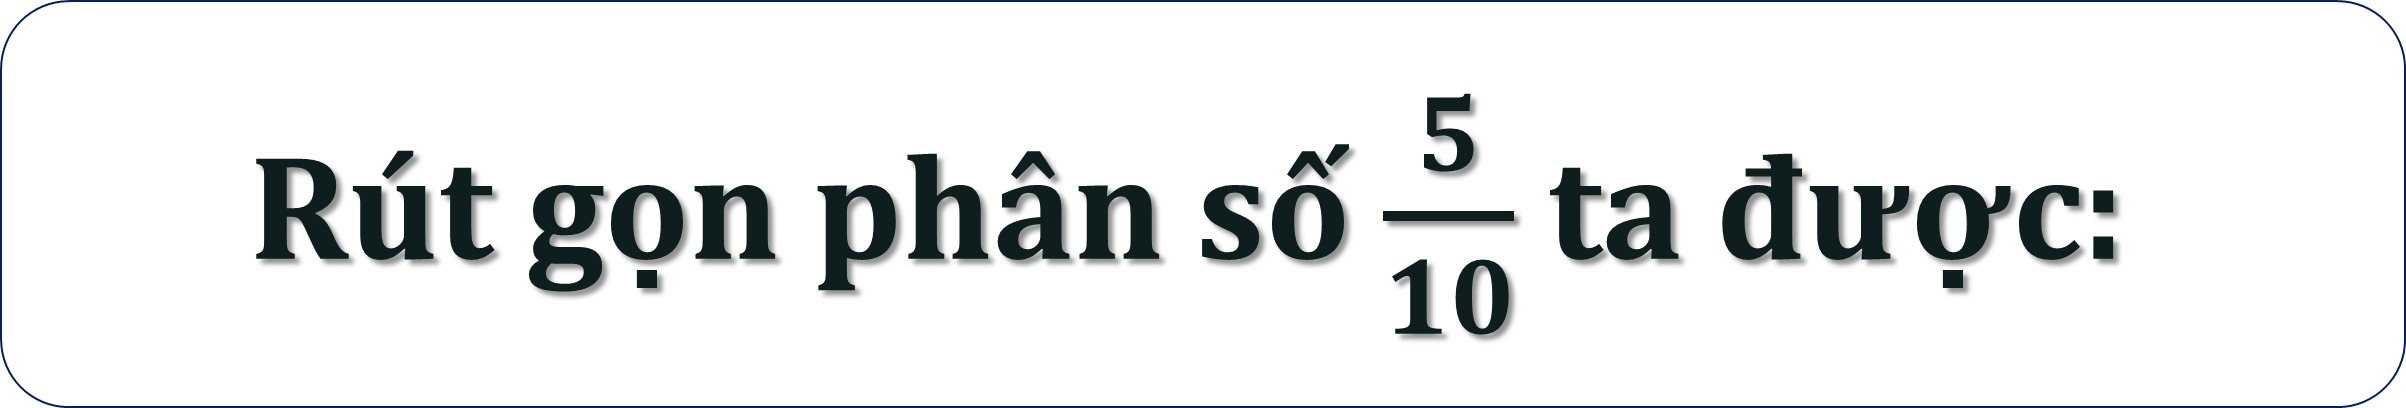 Rút gọn phân số 5/10 ta được: